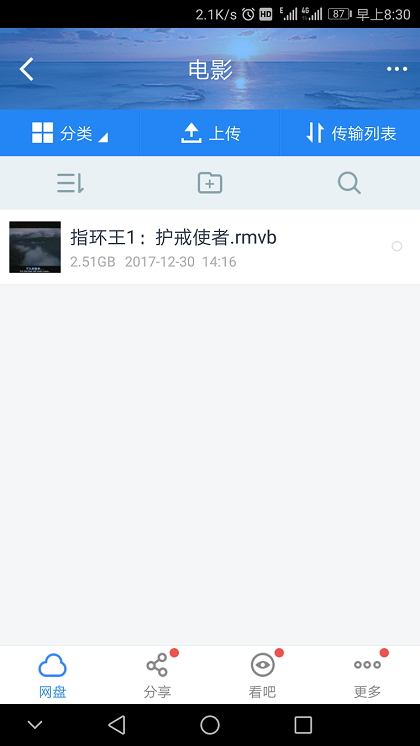 2.1K/s HD E 4G 87 早上8:30
电影
分类 上传 传输列表
指环王1：护戒使者.rmvb
2.51GB 2017-12-30 14:16
网盘 分享 看吧 更多